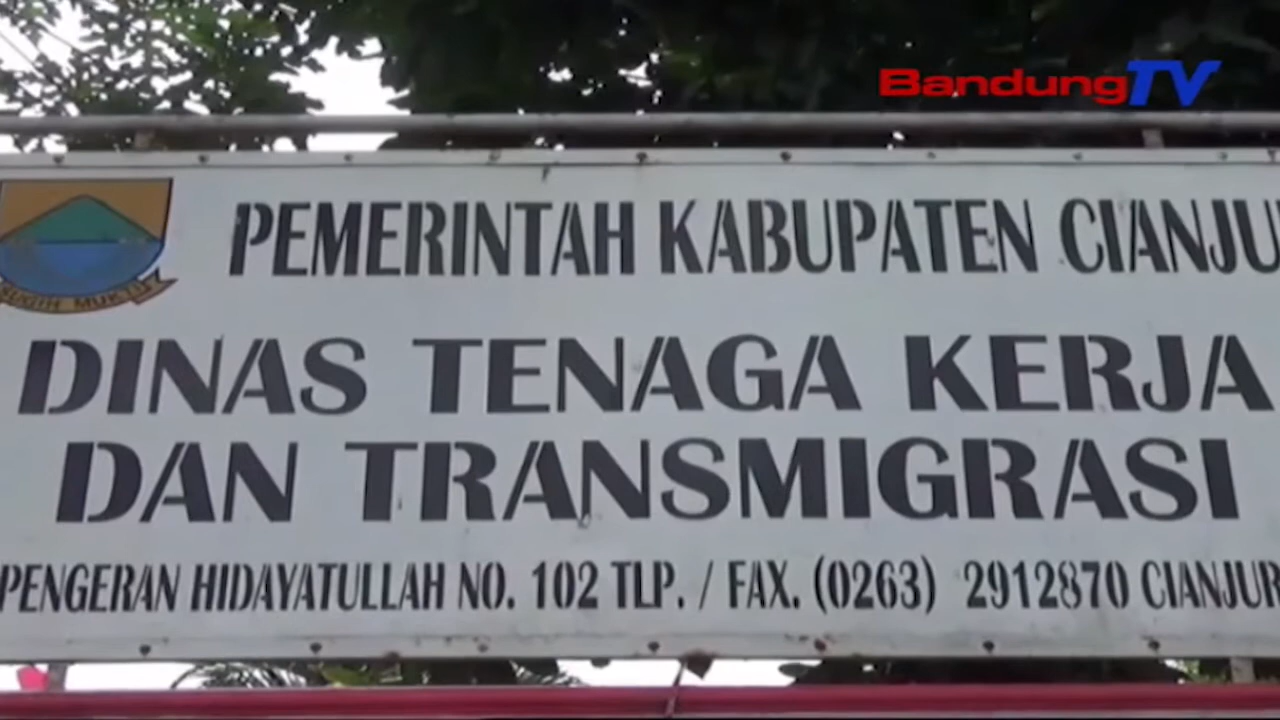 BandungTV
PEMERINTAH KABUPATEN CIANJU
DINAS TENAGA KERJA
DAN TRANSMIGRASI
PENGERAN HIDAYATULLAH NO. 102 TLP. / FAX. (0263) 2912870 CIANJUR